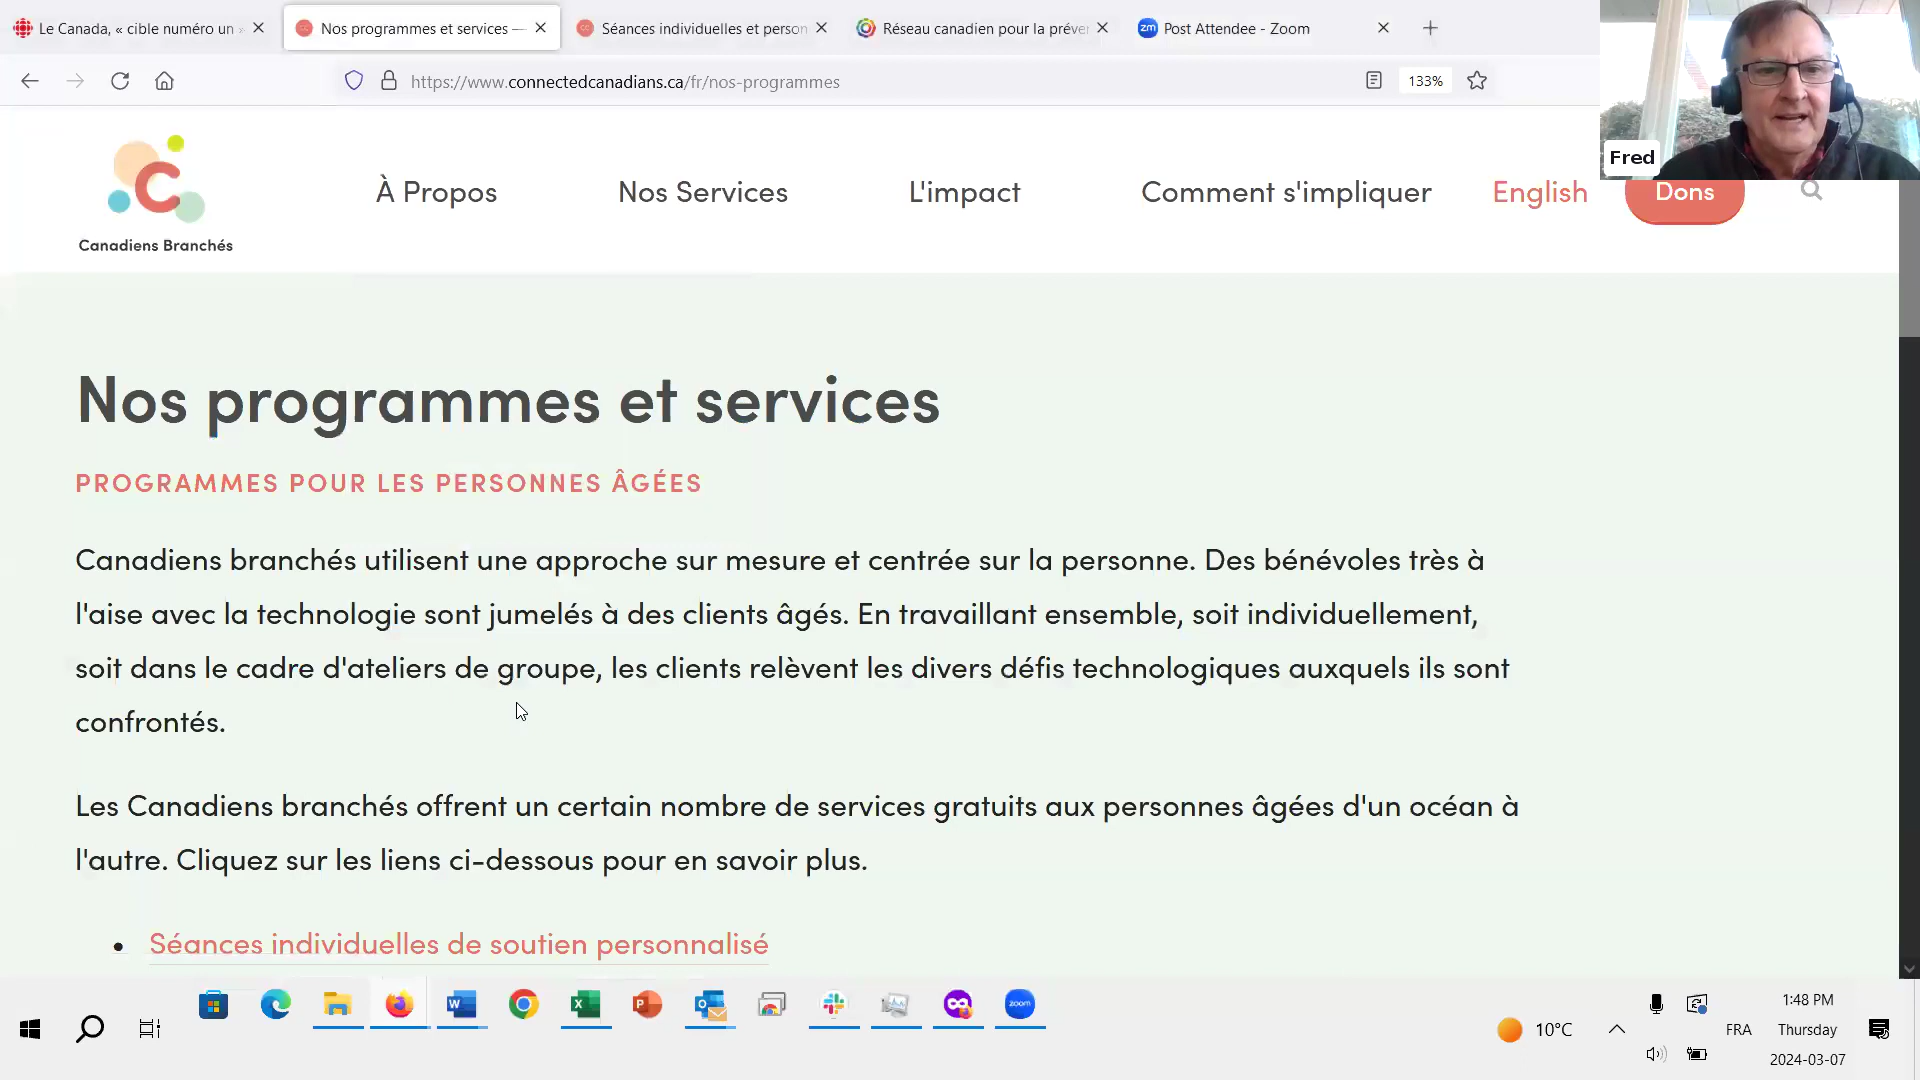 Le Canada, « cible numéro un »
Nos programmes et services —
Séances individuelles et person
Réseau canadien pour la préve
zm Post Attendee - Zoom
https://www.connectedcanadians.ca/fr/nos-programmes
133%
Fred
C
Canadiens Branchés
À Propos
Nos Services
L'impact
Comment s'impliquer
English
Dons
Nos programmes et services
PROGRAMMES POUR LES PERSONNES ÂGÉES
Canadiens branchés utilisent une approche sur mesure et centrée sur la personne. Des bénévoles très à
l'aise avec la technologie sont jumelés à des clients âgés. En travaillant ensemble, soit individuellement,
soit dans le cadre d'ateliers de groupe, les clients relèvent les divers défis technologiques auxquels ils sont
confrontés.
Les Canadiens branchés offrent un certain nombre de services gratuits aux personnes âgées d'un océan à
l'autre. Cliquez sur les liens ci-dessous pour en savoir plus.
• Séances individuelles de soutien personnalisé
W
X
P
zoom
10°C
FRA
1:48 PM
Thursday
2024-03-07